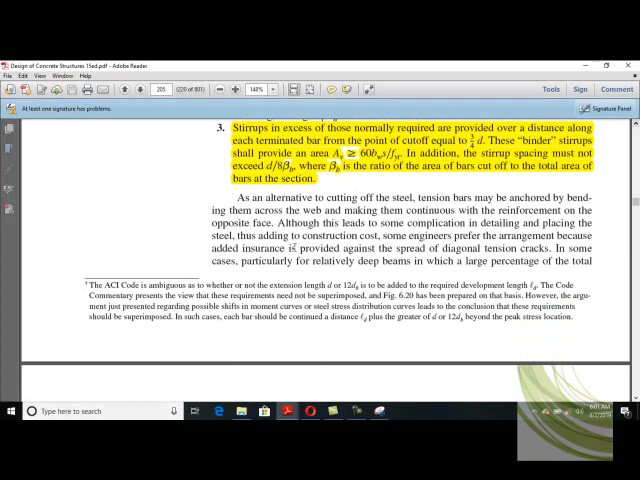 Design of Concrete Structures 15ed.pdf - Adobe Reader
File Edit View Window Help
205 (220 of 801) 148% Tools Sign Comment
At least one signature has problems. Signature Panel
3. Stirrups in excess of those normally required are provided over a distance along
each terminated bar from the point of cutoff equal to 3/4 d. These “binder” stirrups
shall provide an area Av ≥ 60bws/fyt. In addition, the stirrup spacing must not
exceed d/8βb, where βb is the ratio of the area of bars cut off to the total area of
bars at the section.
As an alternative to cutting off the steel, tension bars may be anchored by bend-
ing them across the web and making them continuous with the reinforcement on the
opposite face. Although this leads to some complication in detailing and placing the
steel, thus adding to construction cost, some engineers prefer the arrangement because
added insurance is provided against the spread of diagonal tension cracks. In some
cases, particularly for relatively deep beams in which a large percentage of the total
† The ACI Code is ambiguous as to whether or not the extension length d or 12db is to be added to the required development length ℓd. The Code
Commentary presents the view that these requirements need not be superimposed, and Fig. 6.20 has been prepared on that basis. However, the argu-
ment just presented regarding possible shifts in moment curves or steel stress distribution curves leads to the conclusion that these requirements
should be superimposed. In such cases, each bar should be continued a distance ℓd plus the greater of d or 12db beyond the peak stress location.
Type here to search
6:01 AM